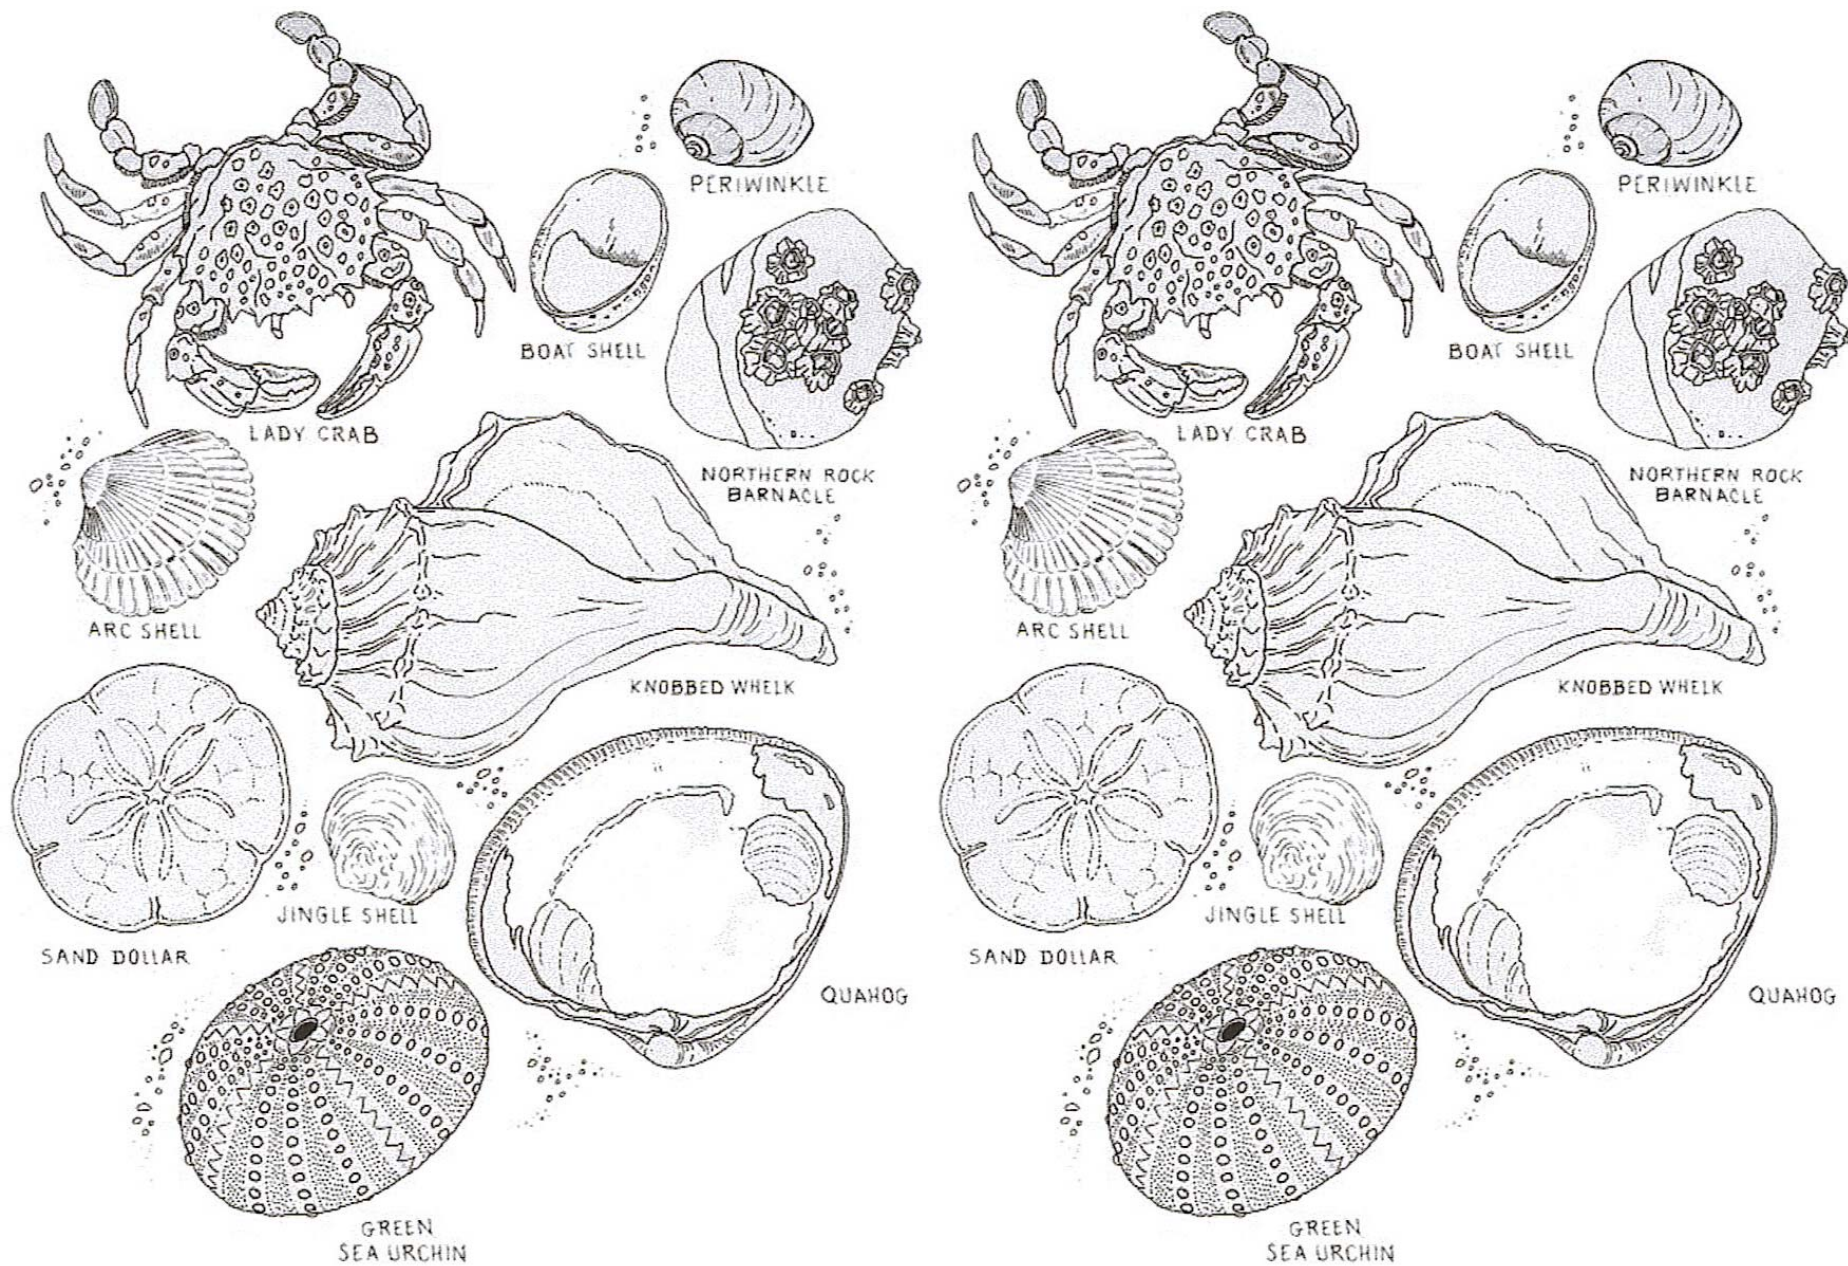 PERIWINKLE
BOAT SHELL
LADY CRAB
NORTHERN ROCK
BARNACLE
ARC SHELL
KNOBBED WHELK
JINGLE SHELL
SAND DOLLAR
QUAHOG
GREEN
SEA URCHIN
PERIWINKLE
BOAT SHELL
LADY CRAB
NORTHERN ROCK
BARNACLE
ARC SHELL
KNOBBED WHELK
JINGLE SHELL
SAND DOLLAR
QUAHOG
GREEN
SEA URCHIN